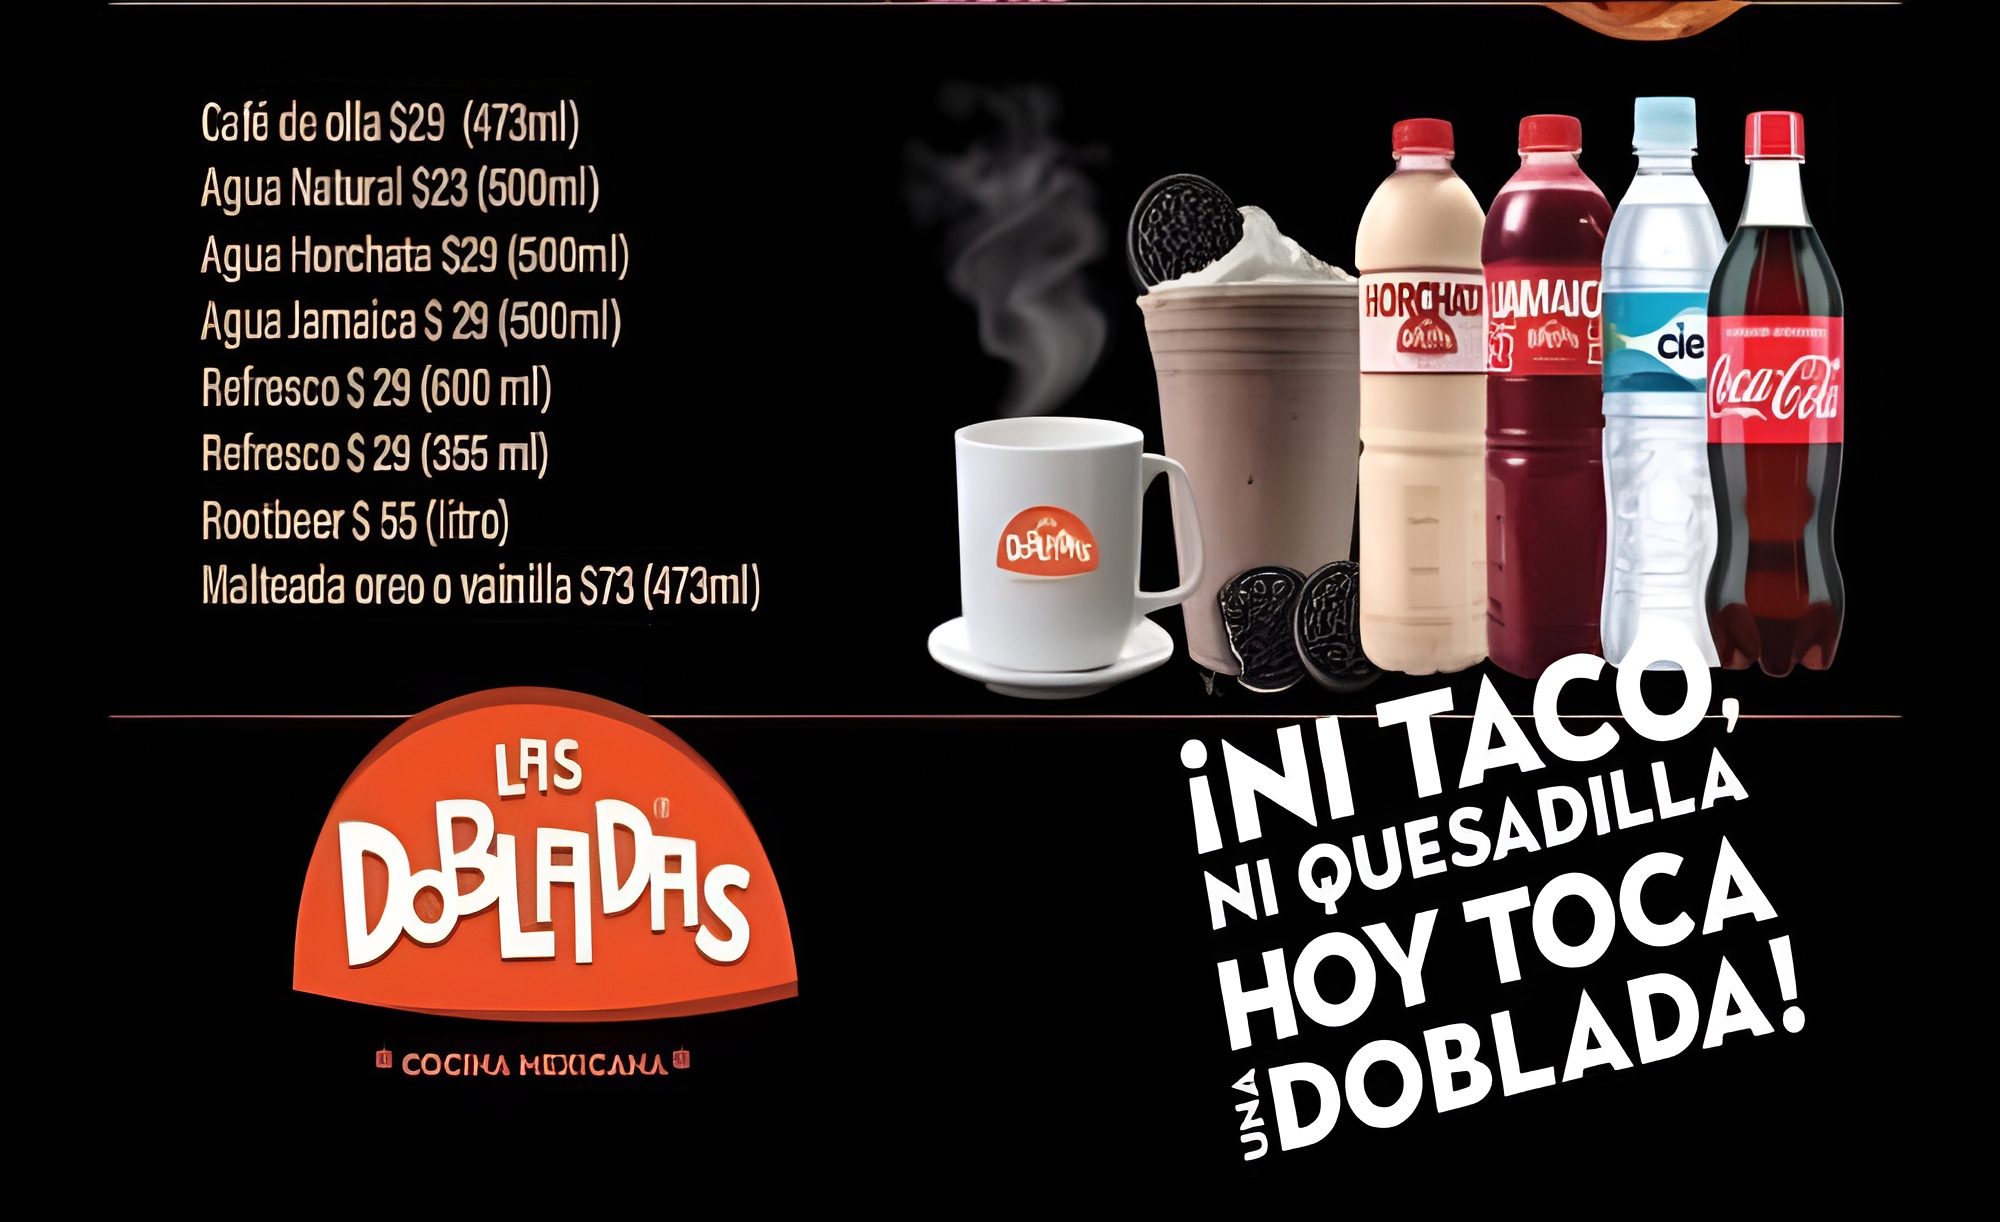 Café de olla $29 (473ml)
Agua Natural $23 (500ml)
Agua Horchata $29 (500ml)
Agua Jamaica $ 29 (500ml)
Refresco $ 29 (600 ml)
Refresco $ 29 (355 ml)
Rootbeer $ 55 (litro)
Malteada oreo o vainilla $73 (473ml)
DOBLADAS
HORCHATA
JAMAICA
cie
Coca-Cola
LAS
DOBLADAS
COCINA MEXICANA
¡NI TACO,
NI QUESADILLA
HOY TOCA
UNA DOBLADA!